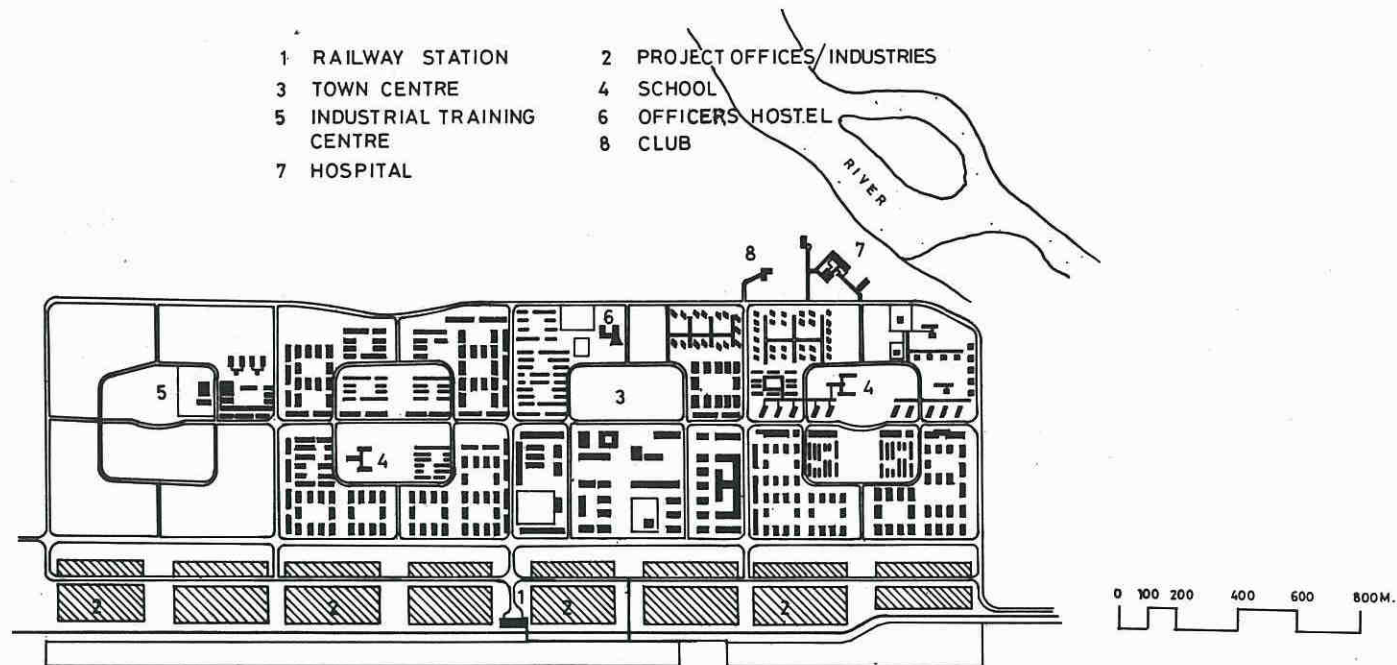 1 RAILWAY STATION
2 PROJECT OFFICES/INDUSTRIES
3 TOWN CENTRE
4 SCHOOL
5 INDUSTRIAL TRAINING
CENTRE
6 OFFICERS HOSTEL
7 HOSPITAL
8 CLUB
RIVER
8
7
6
5
3
4
4
1
2
2
2
2
0 100 200 400 600 800M.